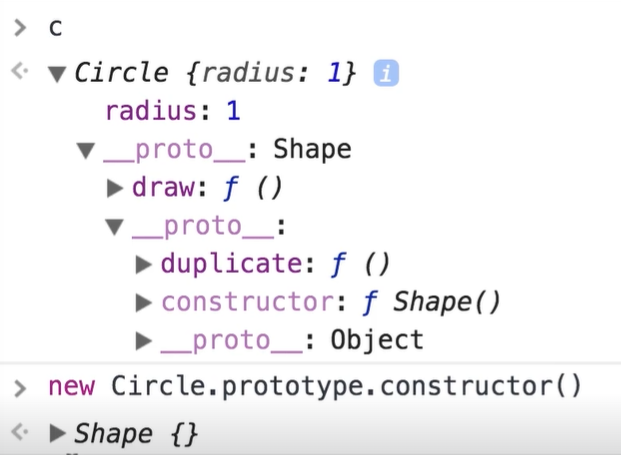 > c
<· ▼ Circle {radius: 1} i
radius: 1
▼ __proto__: Shape
▶ draw: ƒ ()
▼ __proto__:
▶ duplicate: ƒ ()
▶ constructor: ƒ Shape()
▶ __proto__: Object
> new Circle.prototype.constructor()
<· ▶ Shape {}